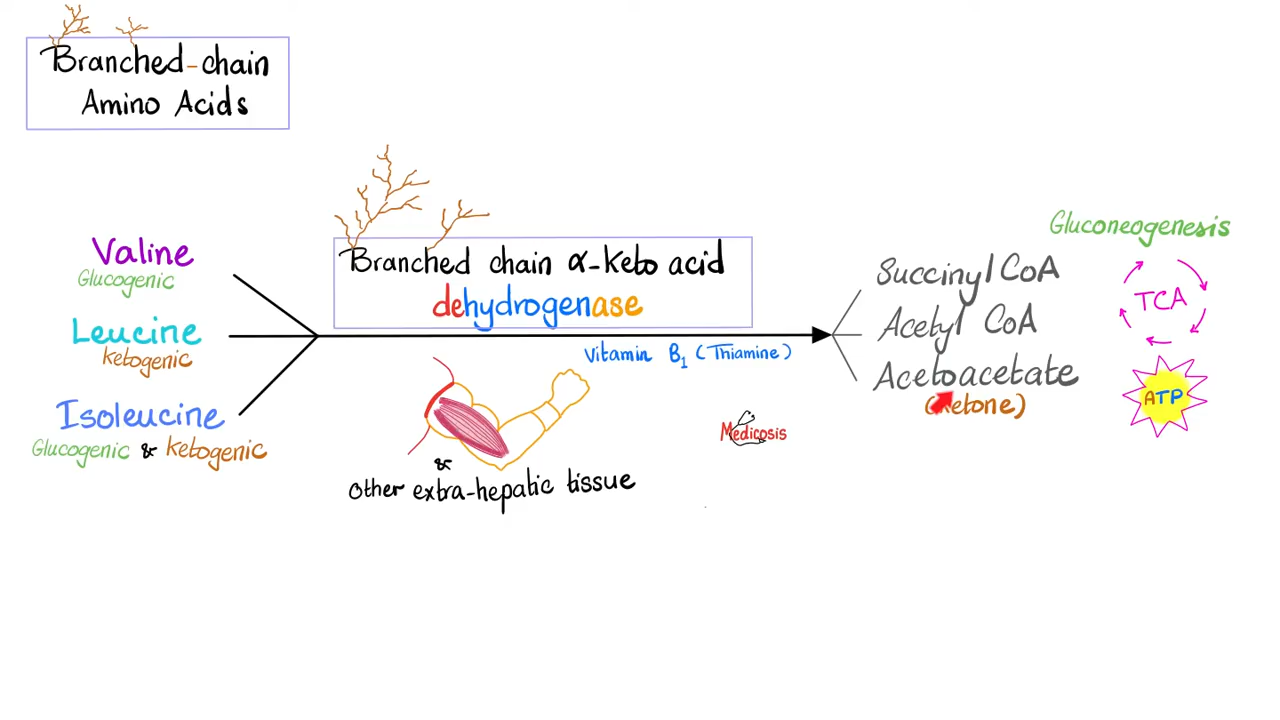 Branched-chain
Amino Acids
Branched chain α-keto acid
dehydrogenase
Vitamin B₁ (Thiamine)
Valine
Glucogenic
Leucine
ketogenic
Isoleucine
Glucogenic & ketogenic
&
Other extra-hepatic tissue
Medicosis
Gluconeogenesis
Succinyl CoA
Acetyl CoA
Acetoacetate
(Ketone)
TCA
ATP